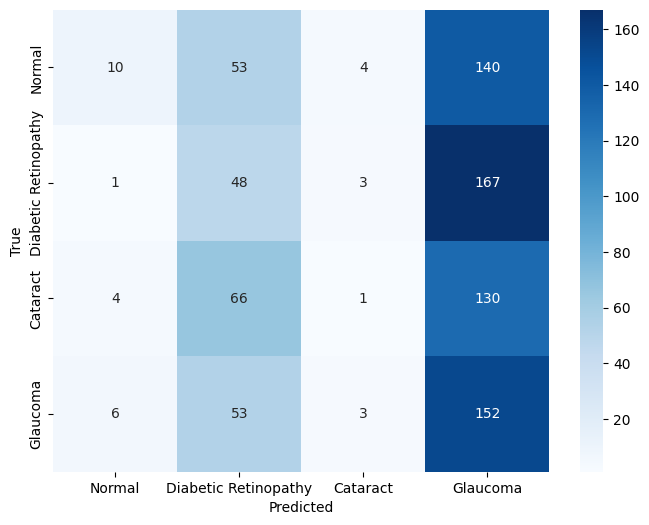 Normal 10 53 4 140
Diabetic Retinopathy 1 48 3 167
Cataract 4 66 1 130
Glaucoma 6 53 3 152
True
Normal Diabetic Retinopathy Cataract Glaucoma
Predicted
160
140
120
100
80
60
40
20